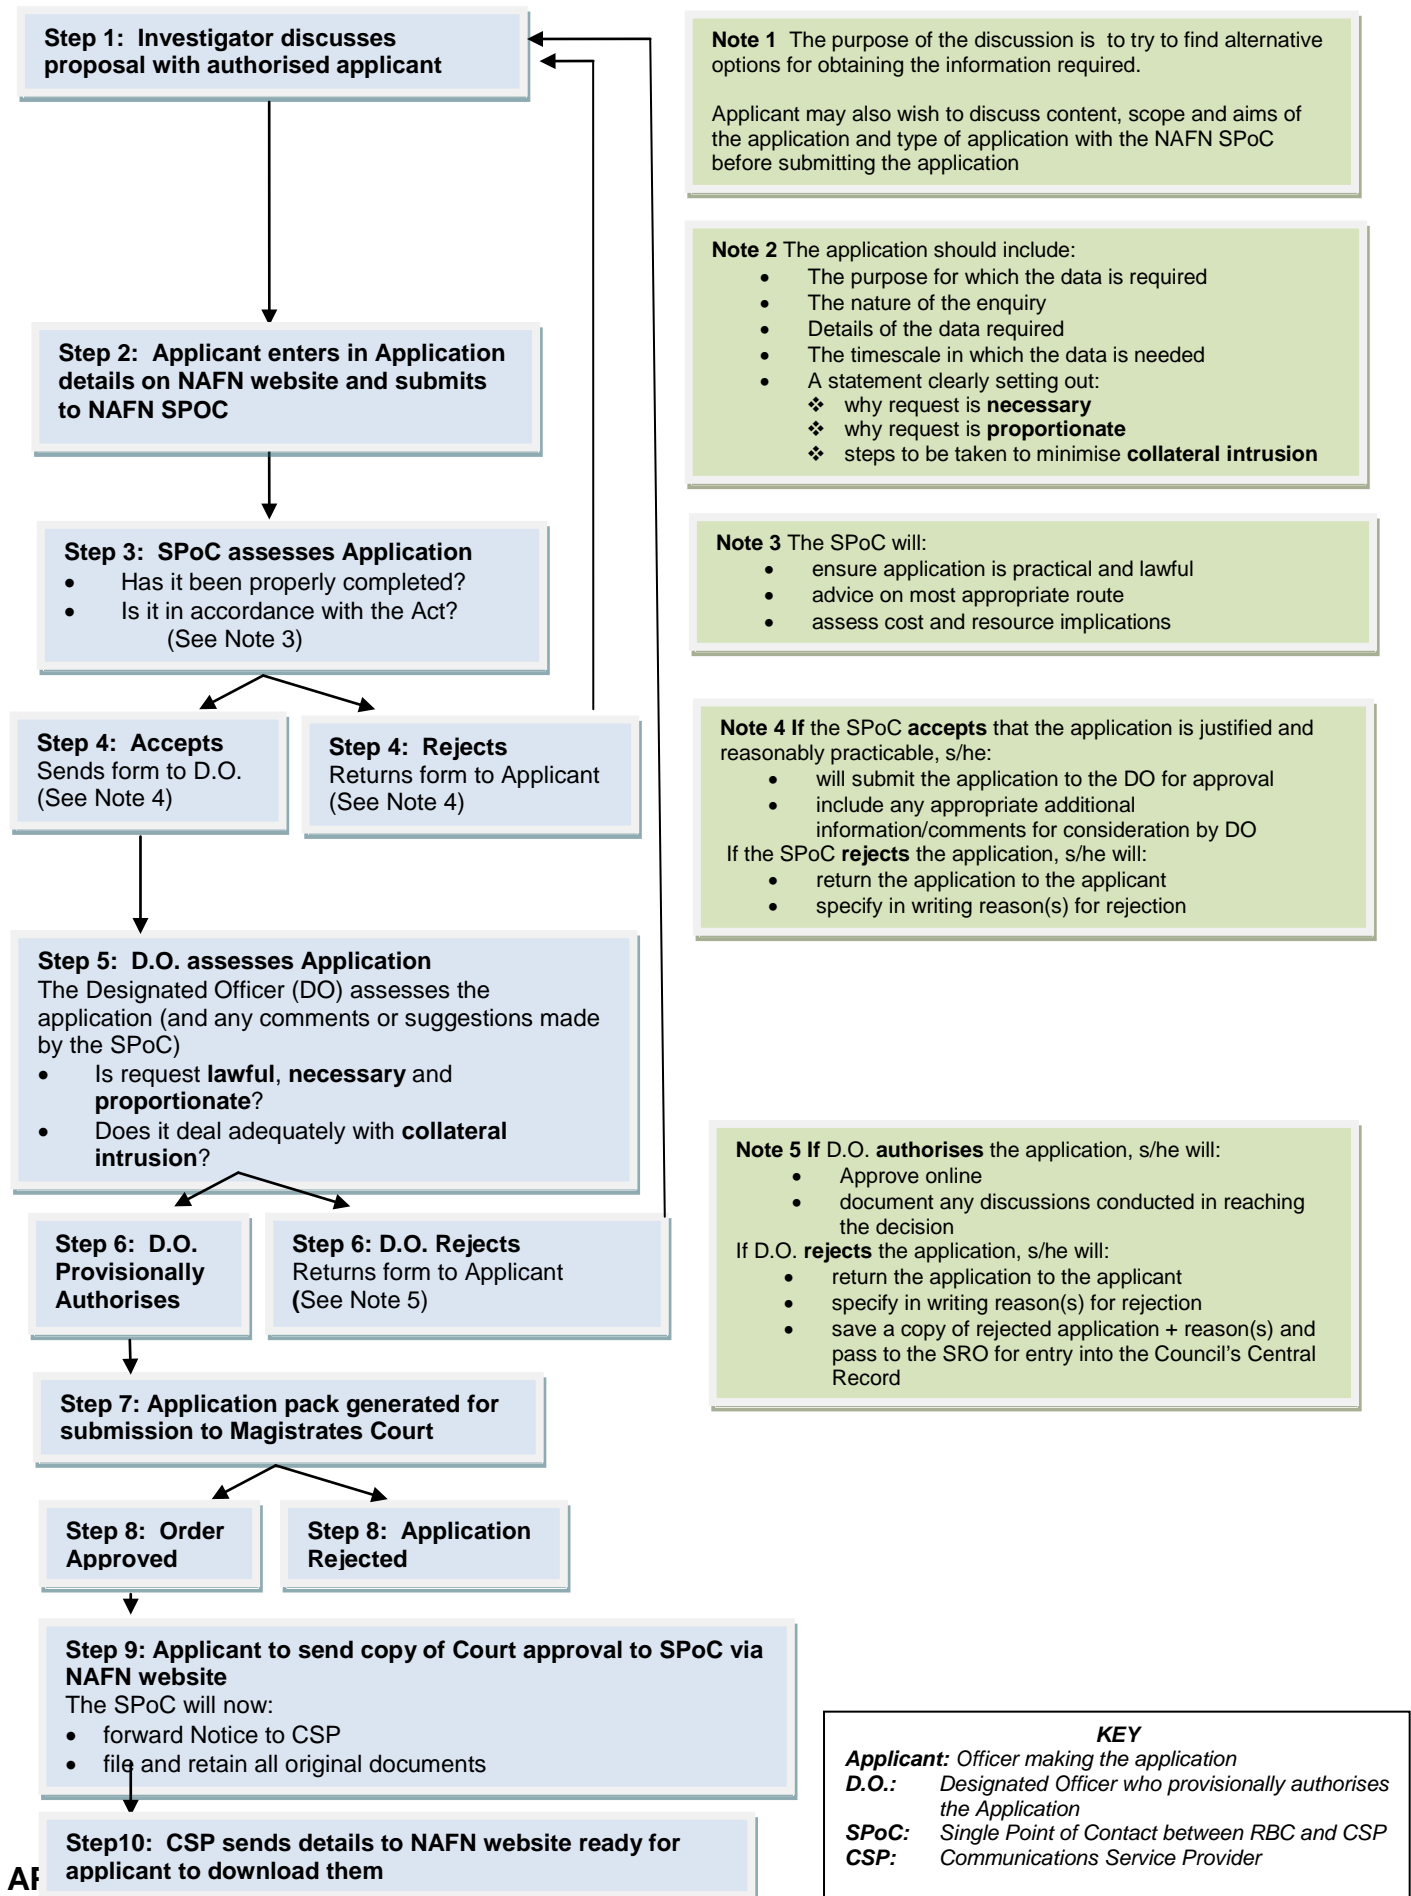 Step 1:  Investigator discusses
proposal with authorised applicant
Note 1  The purpose of the discussion is  to try to find alternative
options for obtaining the information required.
Applicant may also wish to discuss content, scope and aims of
the application and type of application with the NAFN SPoC
before submitting the application
Step 2:  Applicant enters in Application
details on NAFN website and submits
to NAFN SPOC
Note 2 The application should include:
• The purpose for which the data is required
• The nature of the enquiry
• Details of the data required
• The timescale in which the data is needed
• A statement clearly setting out:
❖ why request is necessary
❖ why request is proportionate
❖ steps to be taken to minimise collateral intrusion
Step 3:  SPoC assesses Application
• Has it been properly completed?
• Is it in accordance with the Act?
(See Note 3)
Note 3 The SPoC will:
• ensure application is practical and lawful
• advice on most appropriate route
• assess cost and resource implications
Step 4:  Accepts
Sends form to D.O.
(See Note 4)
Step 4:  Rejects
Returns form to Applicant
(See Note 4)
Note 4 If the SPoC accepts that the application is justified and
reasonably practicable, s/he:
• will submit the application to the DO for approval
• include any appropriate additional
information/comments for consideration by DO
If the SPoC rejects the application, s/he will:
• return the application to the applicant
• specify in writing reason(s) for rejection
Step 5:  D.O. assesses Application
The Designated Officer (DO) assesses the
application (and any comments or suggestions made
by the SPoC)
• Is request lawful, necessary and
proportionate?
• Does it deal adequately with collateral
intrusion?
Note 5 If D.O. authorises the application, s/he will:
• Approve online
• document any discussions conducted in reaching
the decision
If D.O. rejects the application, s/he will:
• return the application to the applicant
• specify in writing reason(s) for rejection
• save a copy of rejected application + reason(s) and
pass to the SRO for entry into the Council’s Central
Record
Step 6:  D.O.
Provisionally
Authorises
Step 6: D.O. Rejects
Returns form to Applicant
(See Note 5)
Step 7: Application pack generated for
submission to Magistrates Court
Step 8:  Order
Approved
Step 8:  Application
Rejected
Step 9: Applicant to send copy of Court approval to SPoC via
NAFN website
The SPoC will now:
• forward Notice to CSP
• file and retain all original documents
Step10:  CSP sends details to NAFN website ready for
applicant to download them
KEY
Applicant: Officer making the application
D.O.: Designated Officer who provisionally authorises
the Application
SPoC: Single Point of Contact between RBC and CSP
CSP: Communications Service Provider